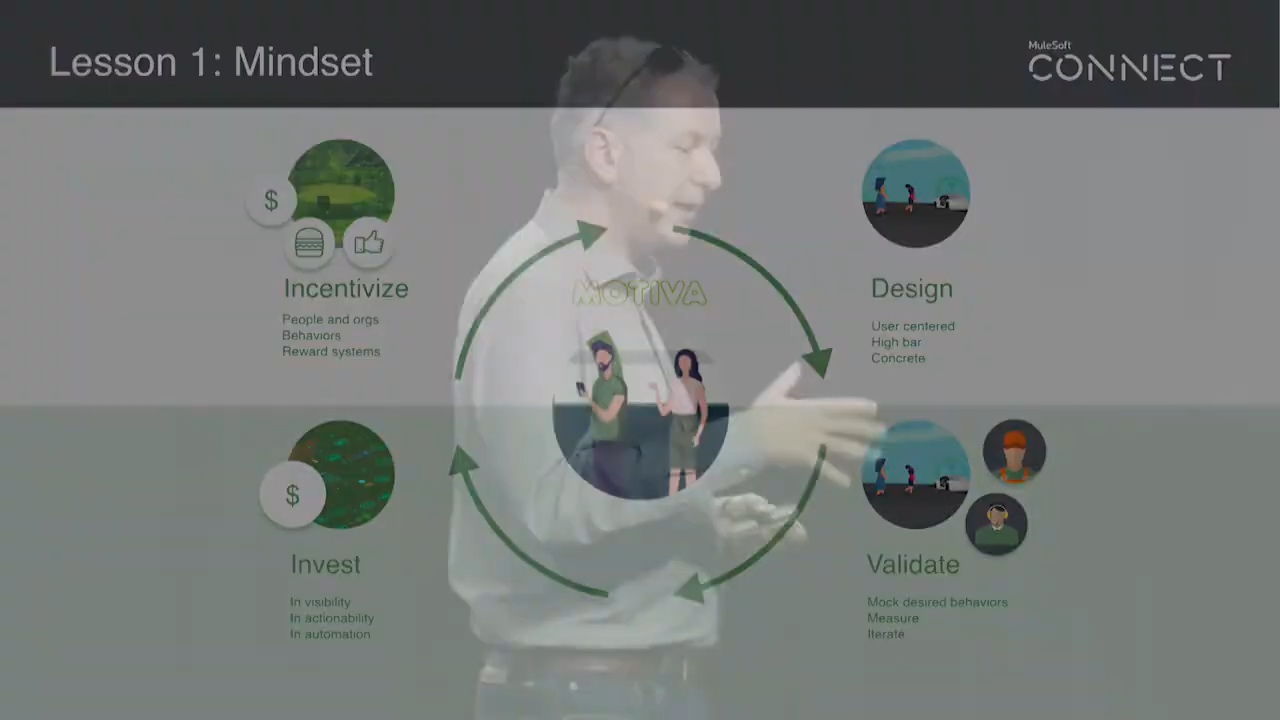 Lesson 1: Mindset
MuleSoft
CONNECT
$
Incentivize
People and orgs
Behaviors
Reward systems
MOTIVA
Design
User centered
High bar
Concrete
$
Invest
In visibility
In actionability
In automation
Validate
Mock desired behaviors
Measure
Iterate